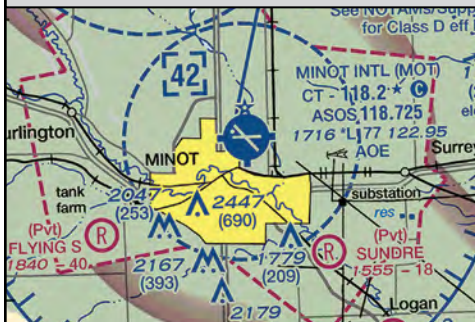 See NOTAMs/Supp
for Class D eff
[42]
MINOT INTL (MOT)
CT - 118.2 * C
ASOS 118.725
1716 *L 77 122.95
AOE
urlington
MINOT
Surrey
tank
farm
2047
(253)
2447
(690)
substation
res
(Pvt)
FLYING S
1840 - 40
R
2167
(393)
1779
(209)
R
(Pvt)
SUNDRE
1555 - 18
2179
Logan